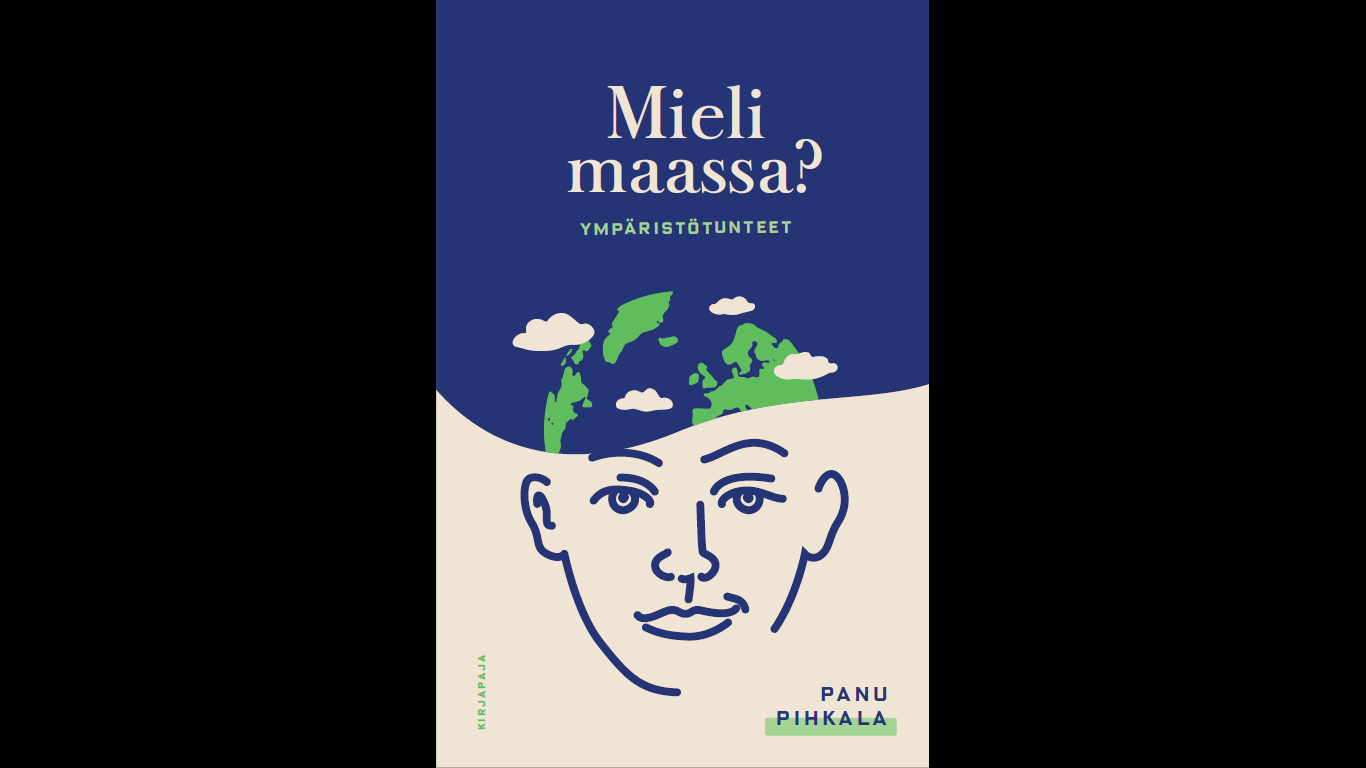 Mieli
maassa?
YMPÄRISTÖTUNTEET
KIRJAPAJA
PANU
PIHKALA